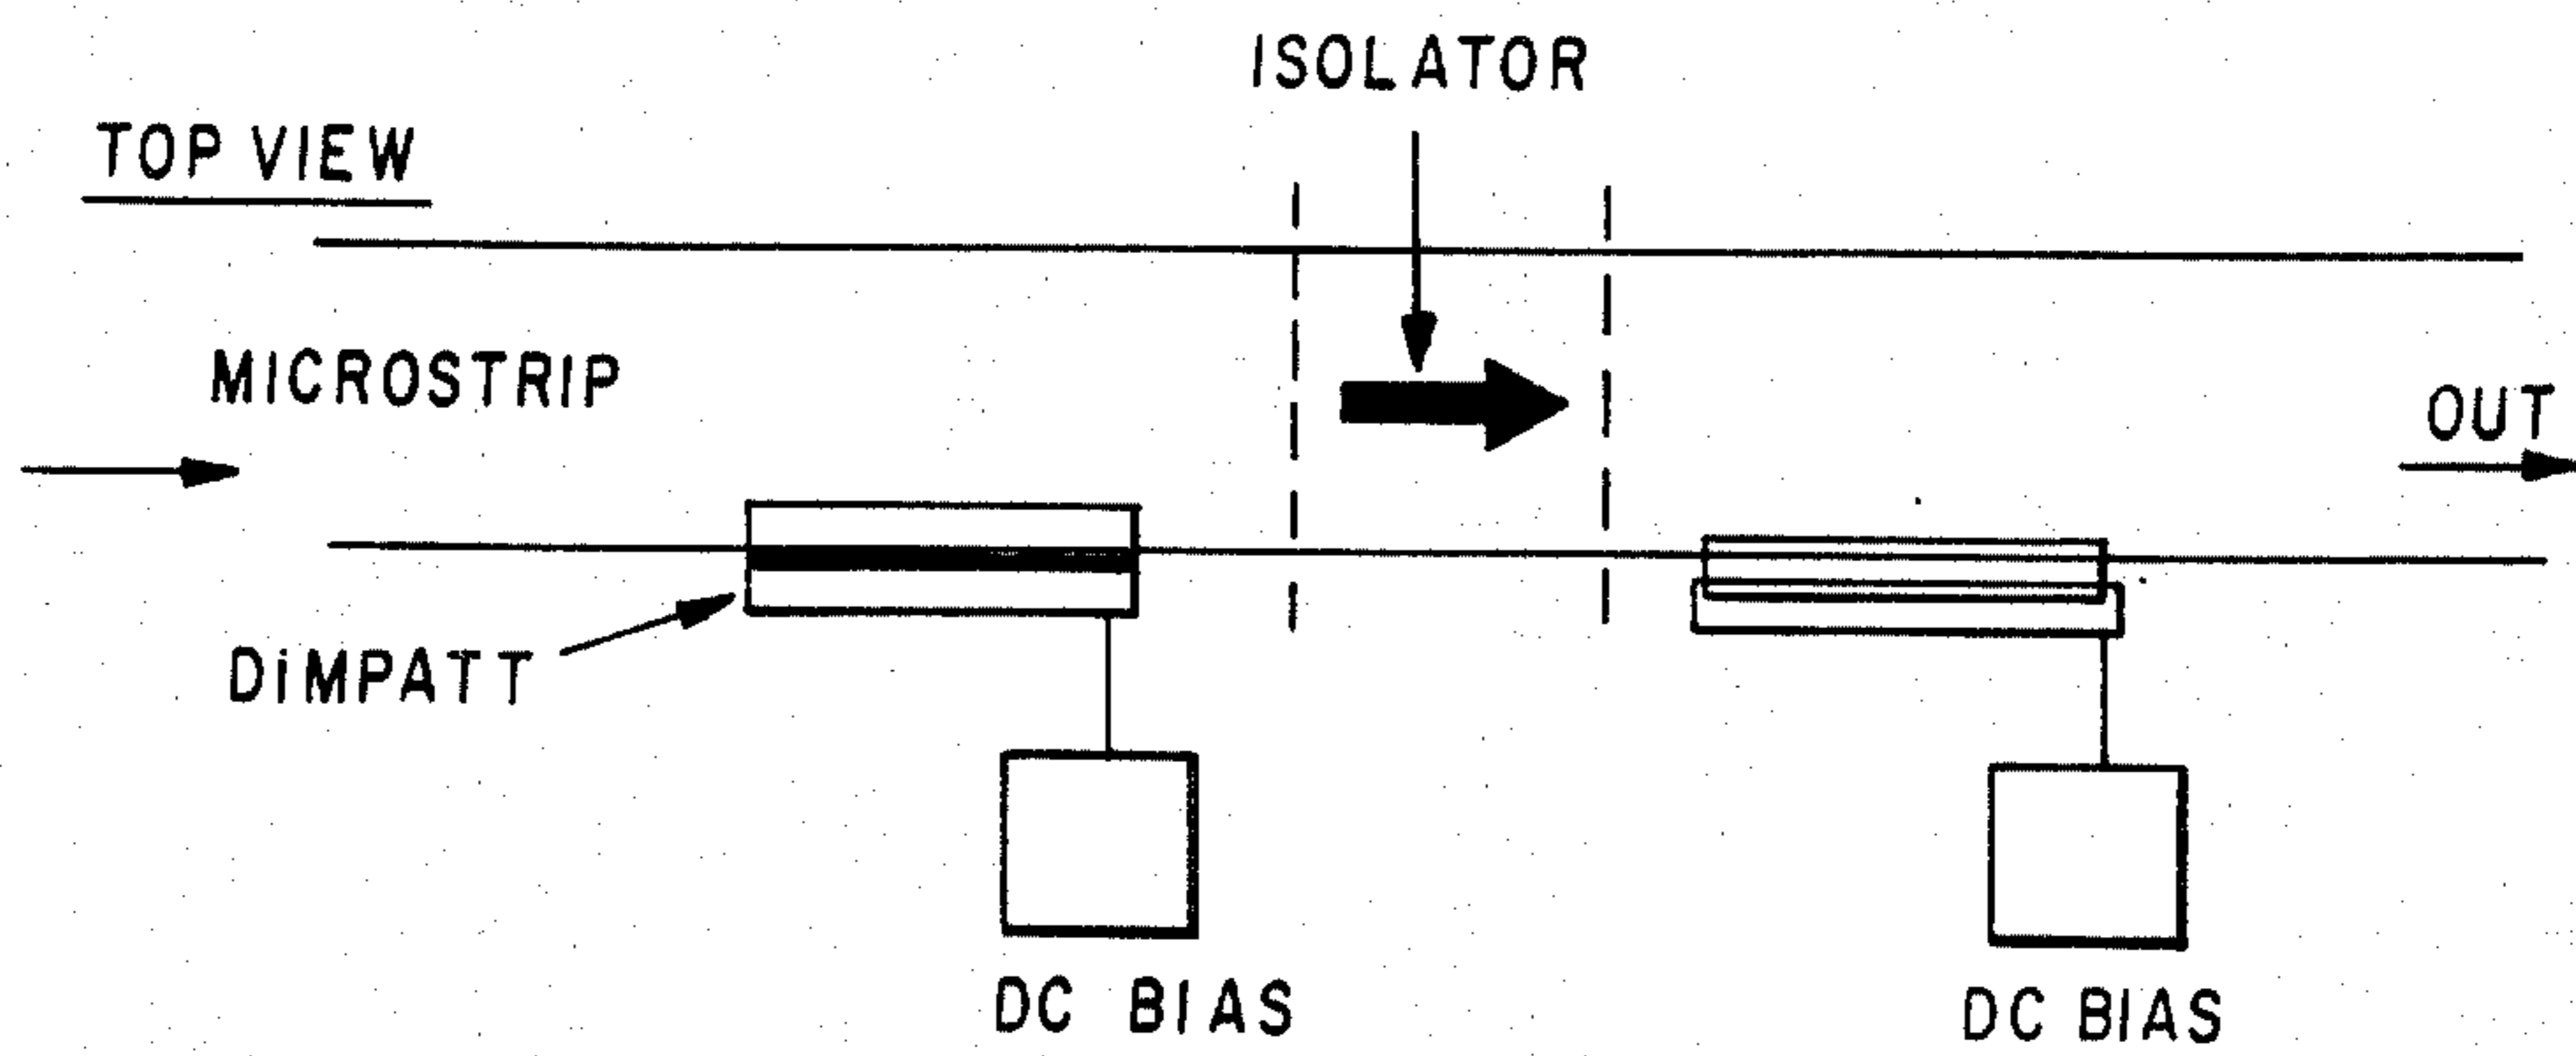 ISOLATOR
TOP VIEW
MICROSTRIP
OUT
DiMPATT
DC BIAS
DC BIAS